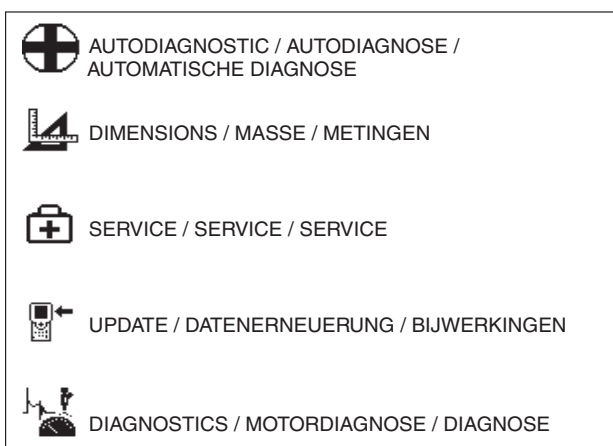 AUTODIAGNOSTIC / AUTODIAGNOSE /
AUTOMATISCHE DIAGNOSE
DIMENSIONS / MASSE / METINGEN
SERVICE / SERVICE / SERVICE
UPDATE / DATENERNEUERUNG / BIJWERKINGEN
DIAGNOSTICS / MOTORDIAGNOSE / DIAGNOSE